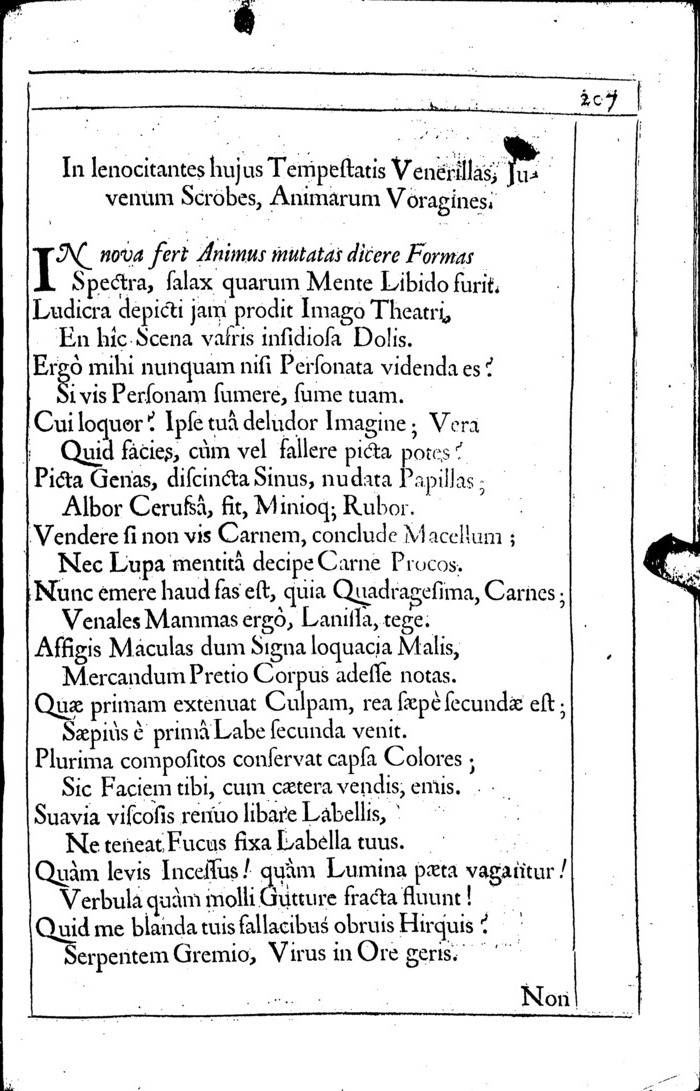 207
In lenocitantes hujus Tempeſtatis Venerillas, Ju-
venum Scrobes, Animarum Voragines.
IN nova fert Animus mutatas dicere Formas
Spectra, ſalax quarum Mente Libido furit.
Ludicra depicti jam prodit Imago Theatri,
En hîc Scena vafris inſidioſa Dolis.
Ergò mihi nunquam niſi Perſonata videnda es?
Si vis Perſonam ſumere, ſume tuam.
Cui loquor? Ipſe tuâ deludor Imagine; Vera
Quid facies, cùm vel fallere picta potes?
Picta Genas, diſcincta Sinus, nudata Papillas;
Albor Ceruſsâ, fit, Minioq; Rubor.
Vendere ſi non vis Carnem, conclude Macellum;
Nec Lupa mentitâ decipe Carne Procos.
Nunc emere haud fas eſt, quia Quadrageſima, Carnes;
Venales Mammas ergò, Laniſſa, tege.
Affigis Maculas dum Signa loquacia Malis,
Mercandum Pretio Corpus adeſſe notas.
Quæ primam extenuat Culpam, rea ſæpè ſecundæ eſt;
Sæpiùs è primâ Labe ſecunda venit.
Plurima compoſitos conſervat capſa Colores;
Sic Faciem tibi, cum cætera vendis, emis.
Suavia viſcoſis renuo libare Labellis,
Ne teneat Fucus fixa Labella tuus.
Quàm levis Inceſſus! quàm Lumina pæta vagantur!
Verbula quàm molli Gutture fracta fluunt!
Quid me blanda tuis fallacibus obruis Hirquis?
Serpentem Gremio, Virus in Ore geris.
Non